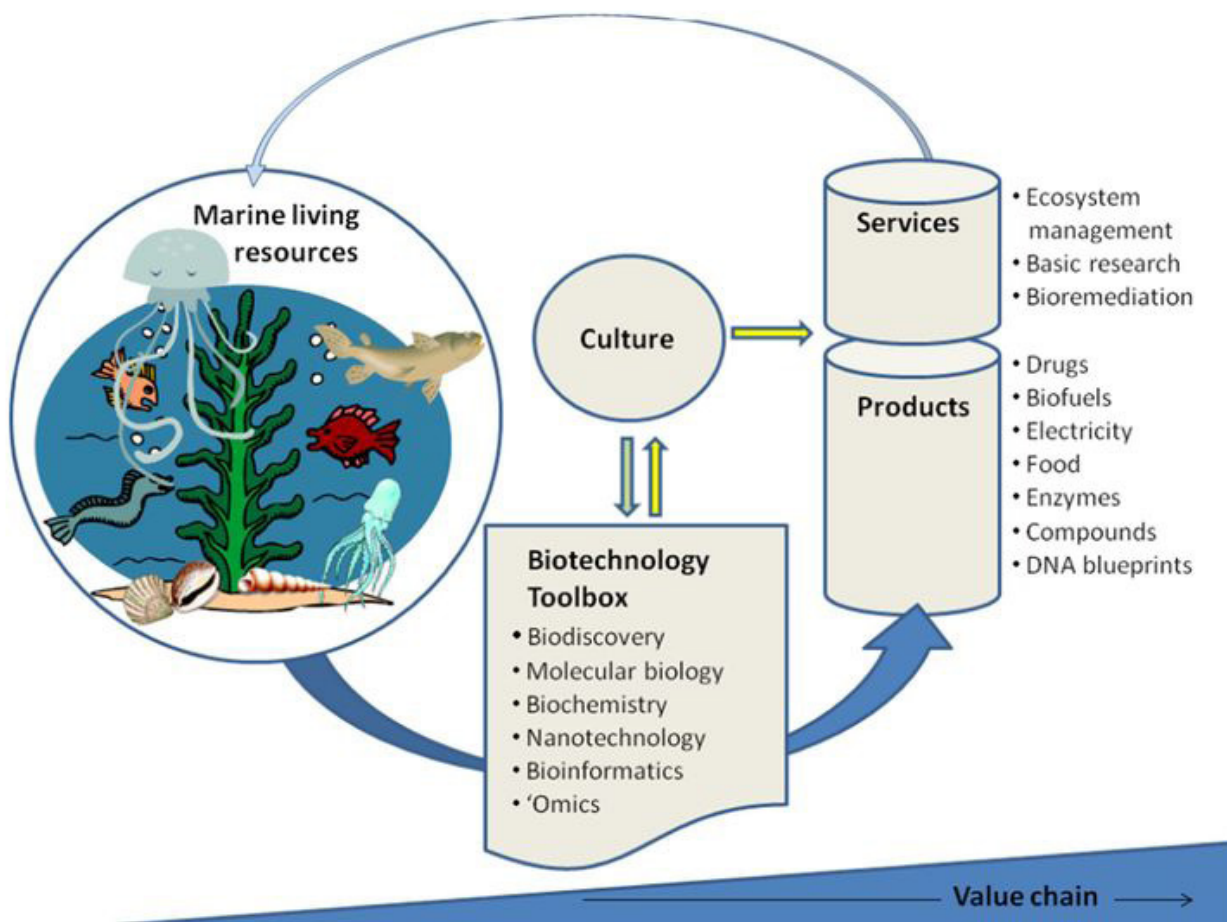 Marine living
resources
Culture
Services
• Ecosystem
management
• Basic research
• Bioremediation
Products
• Drugs
• Biofuels
• Electricity
• Food
• Enzymes
• Compounds
• DNA blueprints
Biotechnology
Toolbox
• Biodiscovery
• Molecular biology
• Biochemistry
• Nanotechnology
• Bioinformatics
• ‘Omics
Value chain